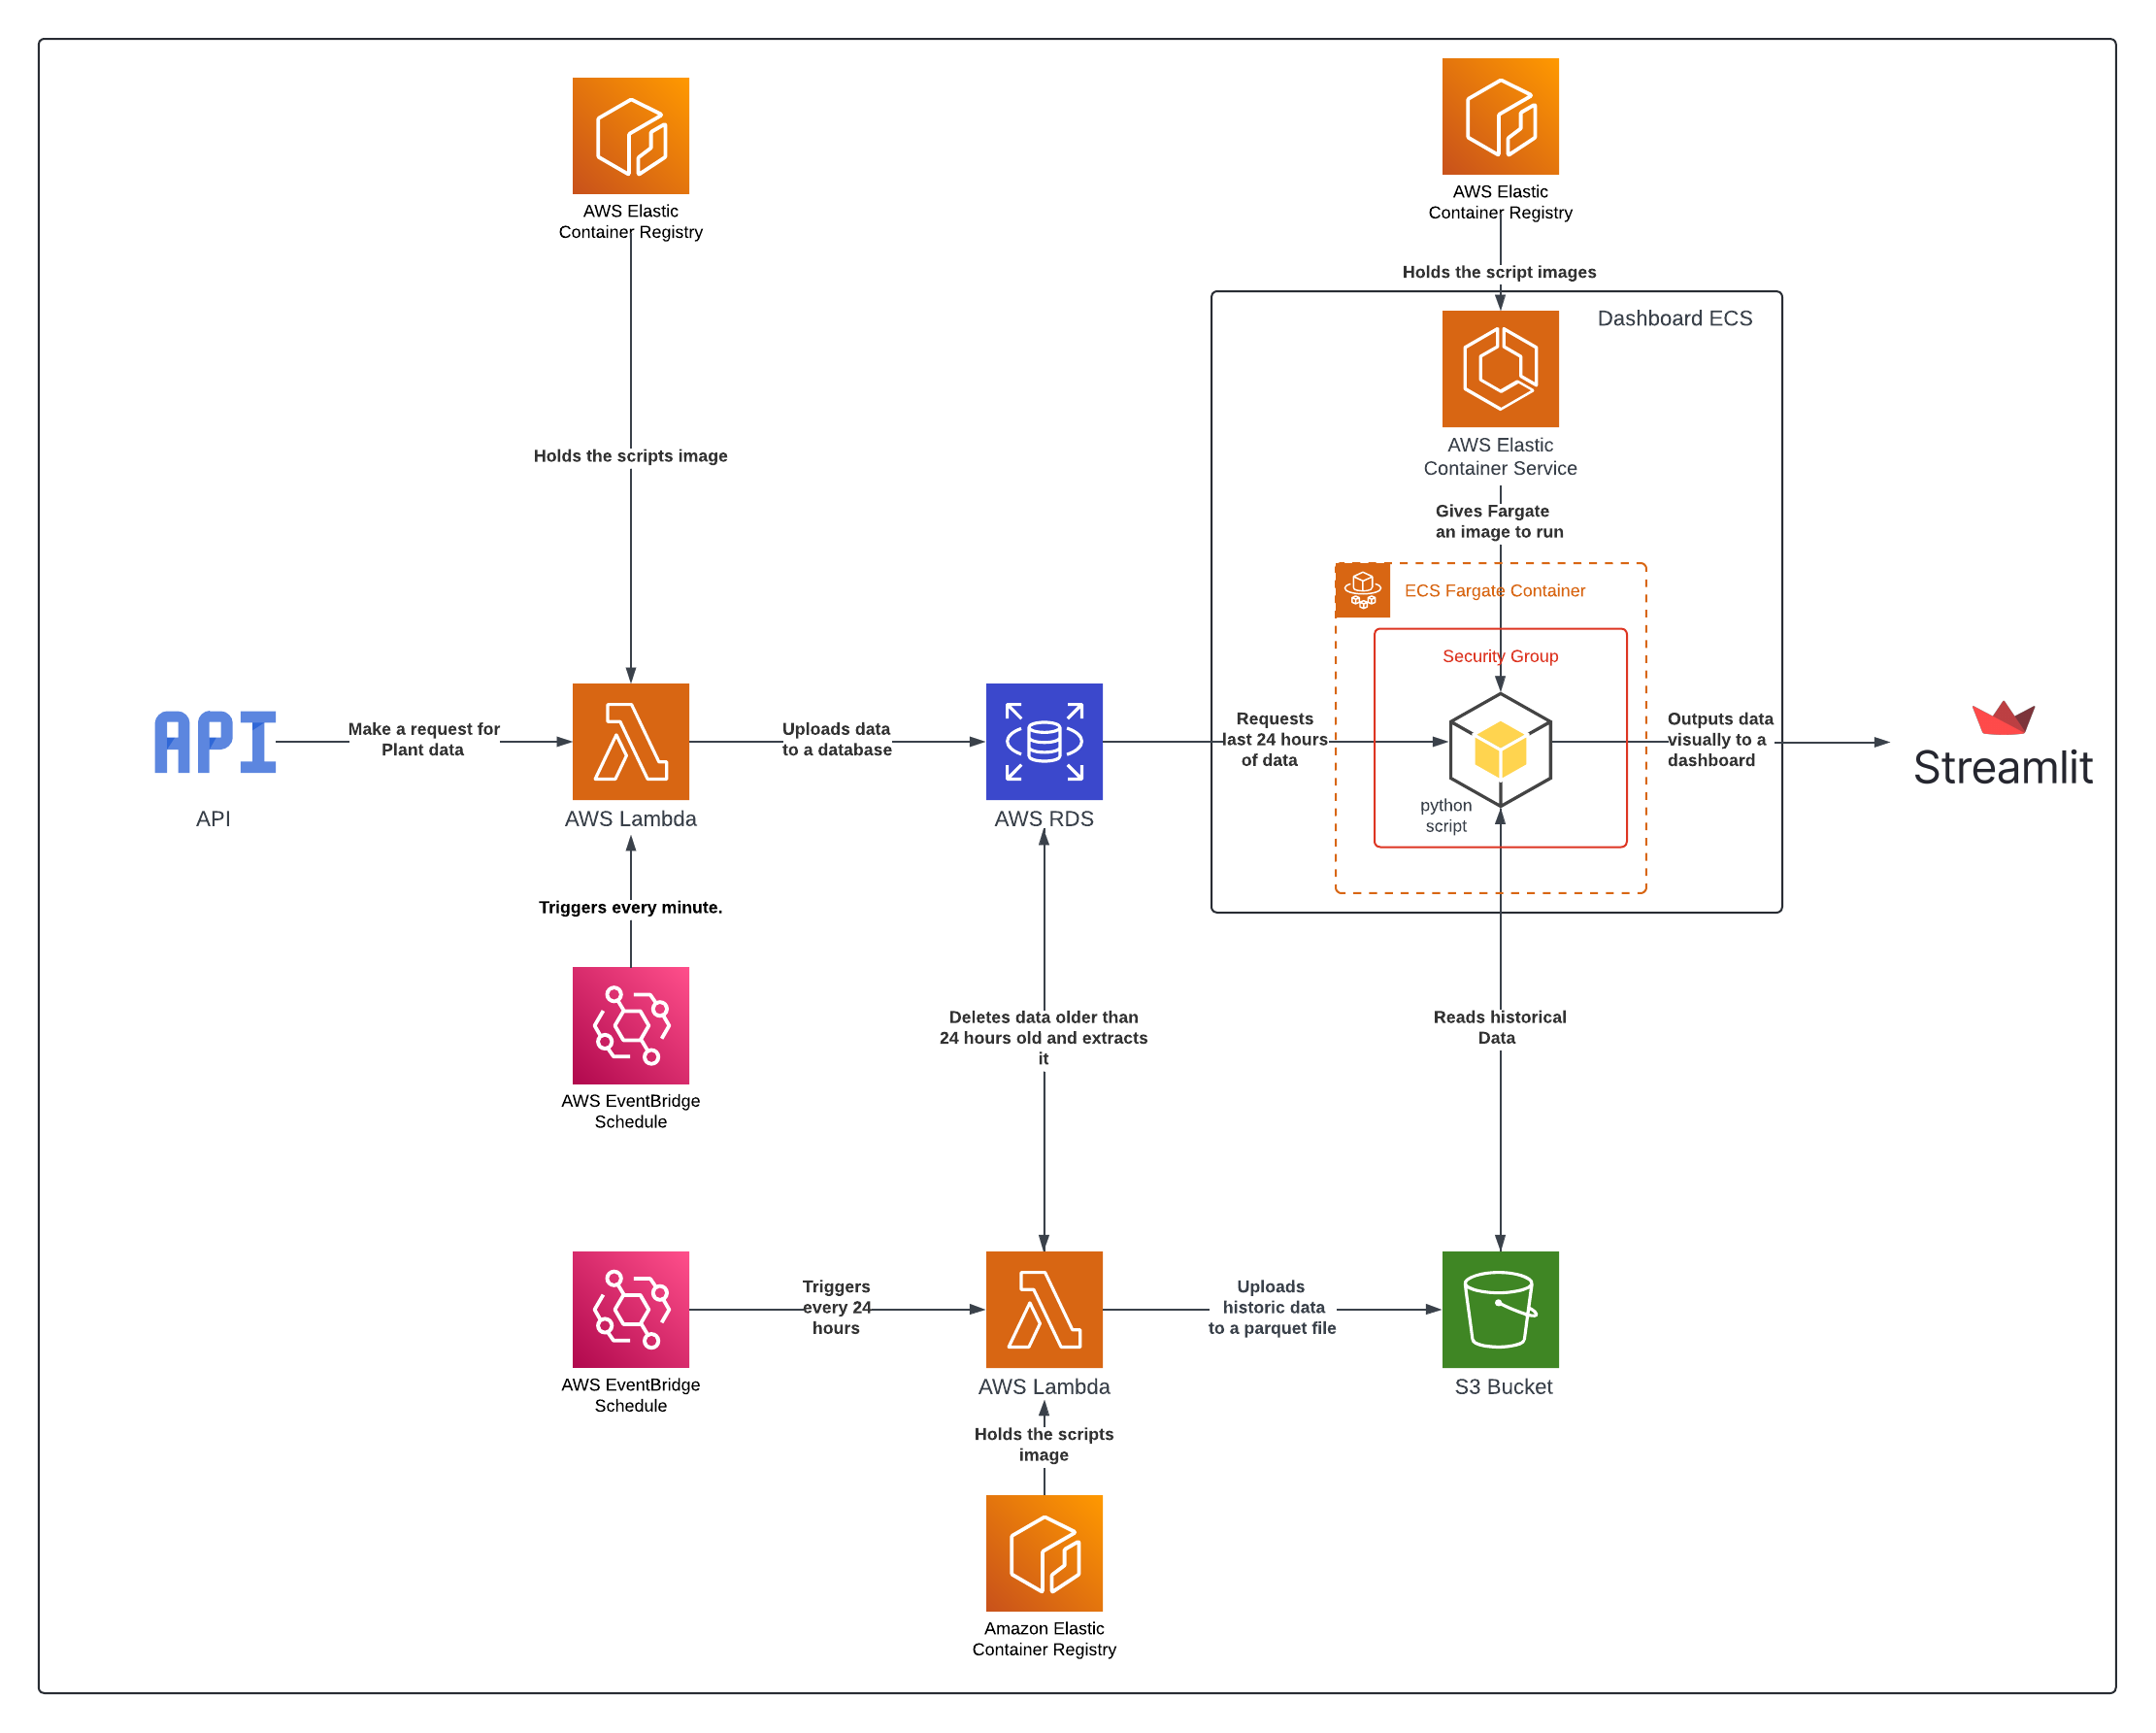 AWS Elastic
Container Registry
AWS Elastic
Container Registry
Holds the script images
Dashboard ECS
AWS Elastic
Container Service
Holds the scripts image
Gives Fargate
an image to run
ECS Fargate Container
Security Group
API
API
Make a request for
Plant data
AWS Lambda
Uploads data
to a database
AWS RDS
Requests
last 24 hours
of data
python
script
Outputs data
visually to a
dashboard
Streamlit
Triggers every minute.
AWS EventBridge
Schedule
Deletes data older than
24 hours old and extracts
it
Reads historical
Data
AWS EventBridge
Schedule
Triggers
every 24
hours
AWS Lambda
Uploads
historic data
to a parquet file
S3 Bucket
Holds the scripts
image
Amazon Elastic
Container Registry